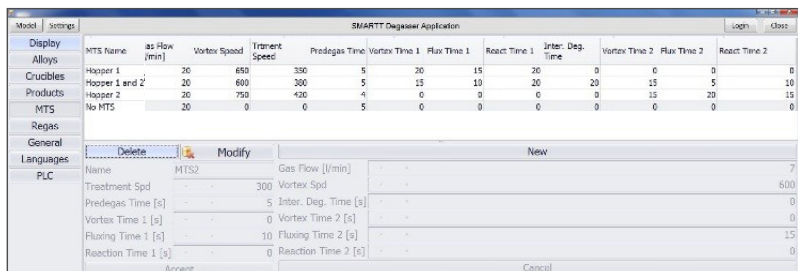 Model Settings SMARTT Degasser Application Login Close
Display
Alloys
Crucibles
Products
MTS
Regas
General
Languages
PLC
MTS Name as Flow /min] Vortex Speed Trtment Speed Predegas Time Vortex Time 1 Flux Time 1 React Time 1 Inter. Deg. Time Vortex Time 2 Flux Time 2 React Time 2
Hopper 1 20 650 350 5 20 15 20 0 0 0 0
Hopper 1 and 2 20 600 380 5 15 10 20 20 15 5 10
Hopper 2 20 750 420 4 0 0 0 0 15 20 15
No MTS 20 0 0 5 0 0 0 0 0 0 0
Delete Modify New
Name MTS2 Gas Flow [l/min] 7
Treatment Spd 300 Vortex Spd 600
Predegas Time [s] 5 Inter. Deg. Time [s] 0
Vortex Time 1 [s] 0 Vortex Time 2 [s] 0
Fluxing Time 1 [s] 10 Fluxing Time 2 [s] 15
Reaction Time 1 [s] 0 Reaction Time 2 [s] 0
Accept Cancel